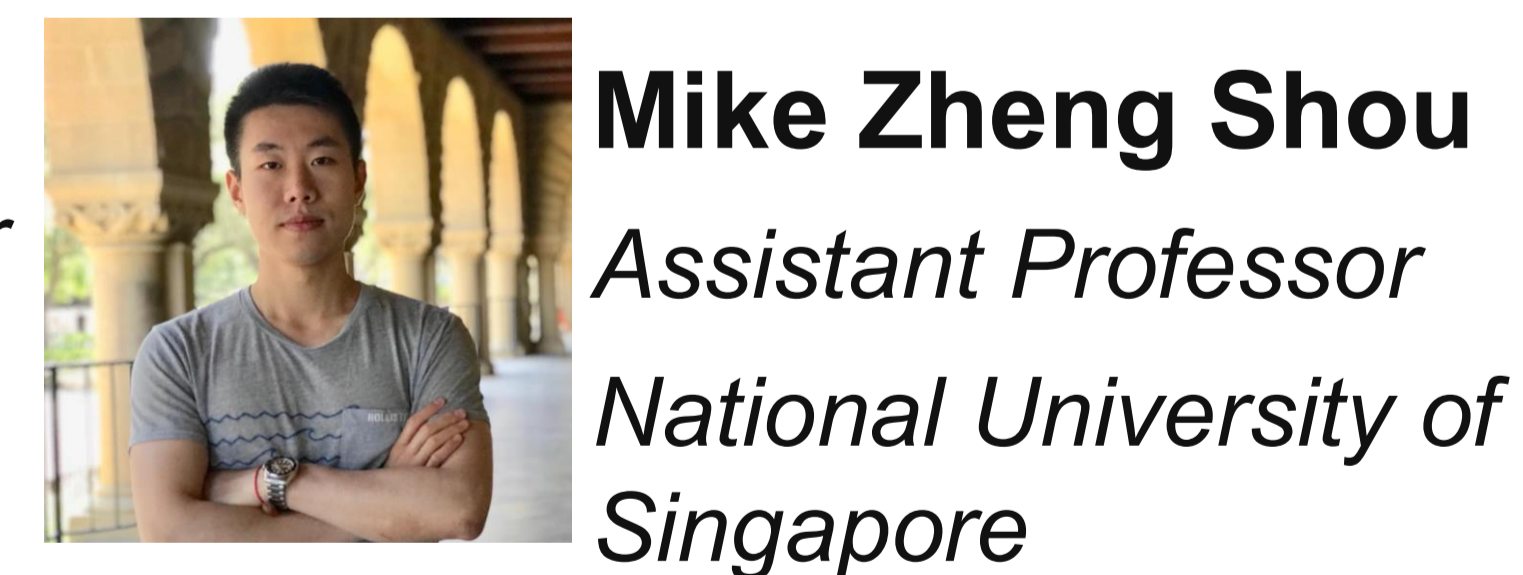 Mike Zheng Shou
Assistant Professor
National University of
Singapore